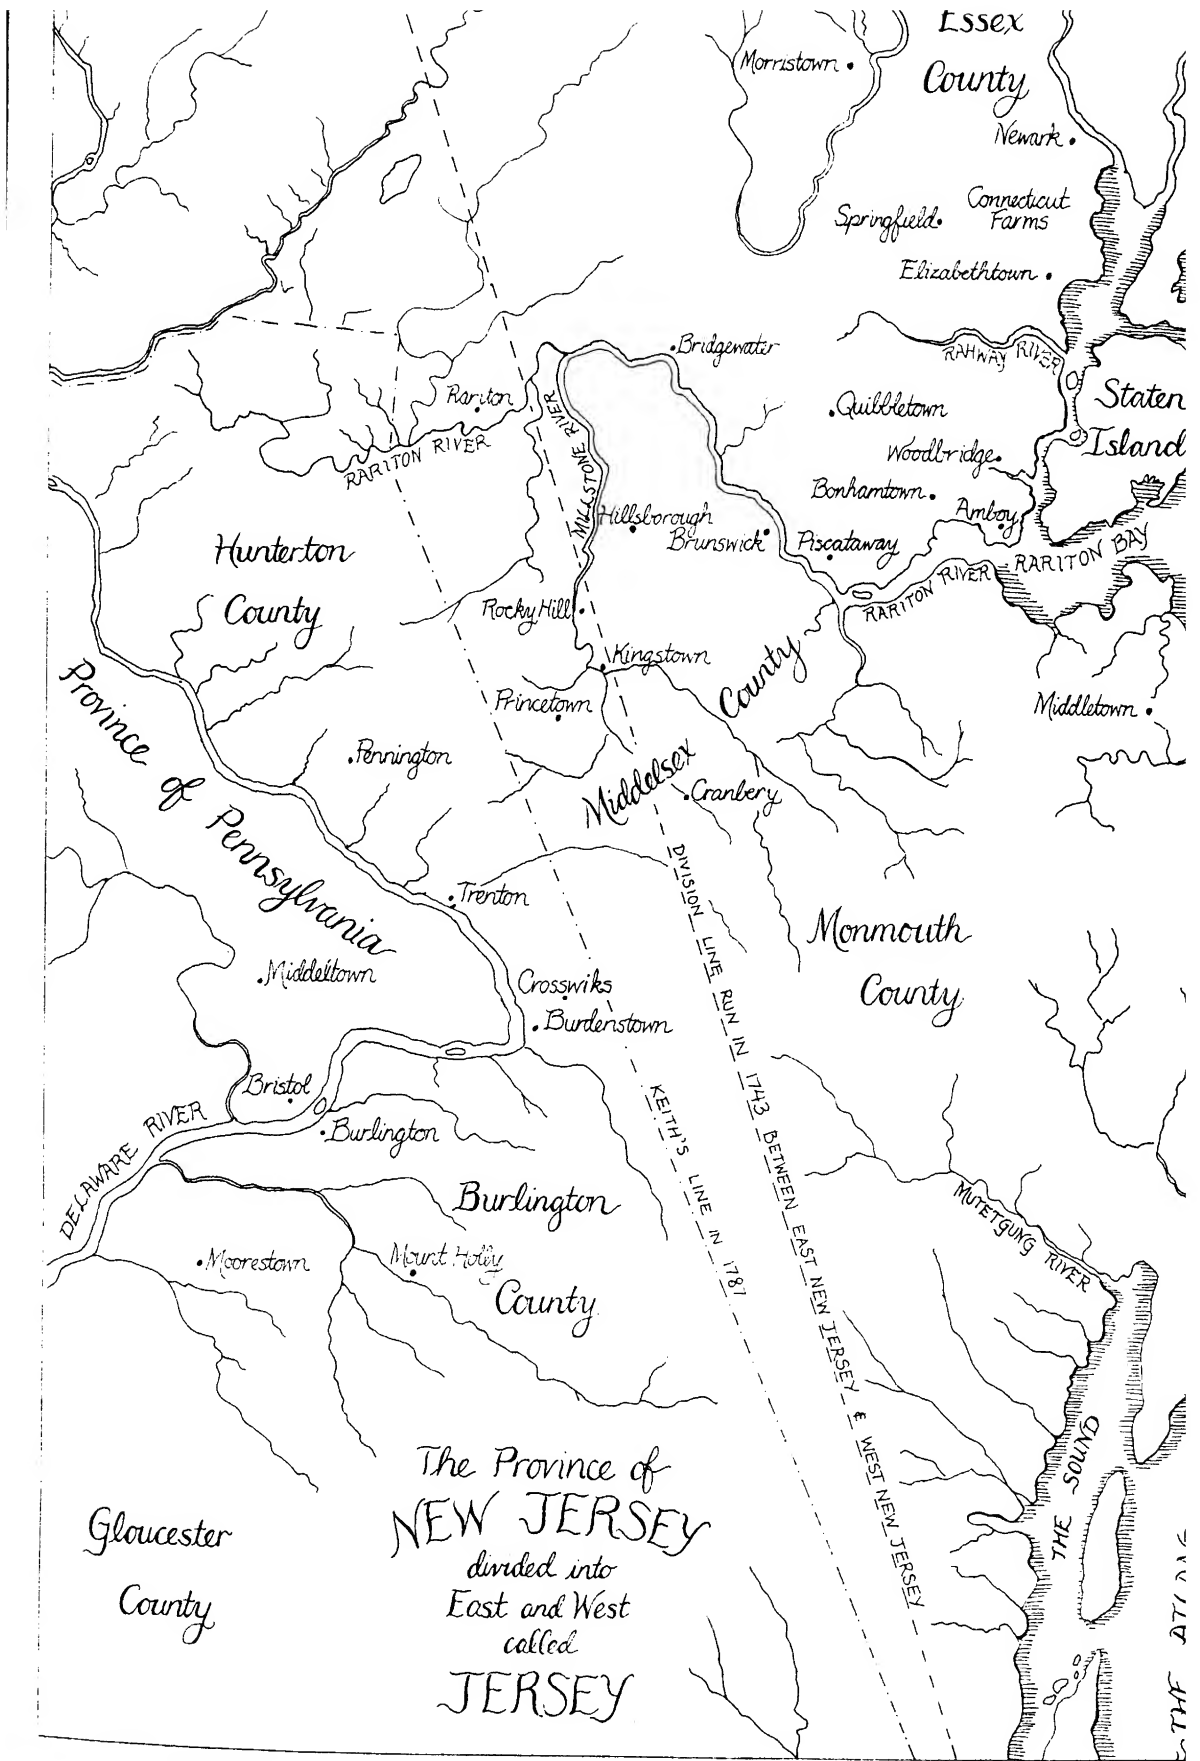 Essex
County
Morristown
Newark
Connecticut
Farms
Springfield
Elizabethtown
Bridgewater
RAHWAY RIVER
Staten
Island
Rariton
Quibbletown
RARITON RIVER
MILLSTONE RIVER
Woodbridge
Bonhamtown
Amboy
Hillsborough
Brunswick
Piscataway
RARITON BAY
RARITON RIVER
Hunterton
County
Rocky Hill
Kingstown
Princetown
Middelsex County
Middletown
Province of Pennsylvania
Pennington
Cranbery
Trenton
DIVISION LINE RUN IN 1743 BETWEEN EAST NEW JERSEY & WEST NEW JERSEY
Monmouth
County
Middeltown
Crosswiks
Burdenstown
Bristol
KEITH'S LINE IN 1787
DELAWARE RIVER
Burlington
Burlington
County
MUTETGUNG RIVER
Moorestown
Mount Holly
THE SOUND
The Province of
NEW JERSEY
divided into
East and West
called
JERSEY
Gloucester
County
THE